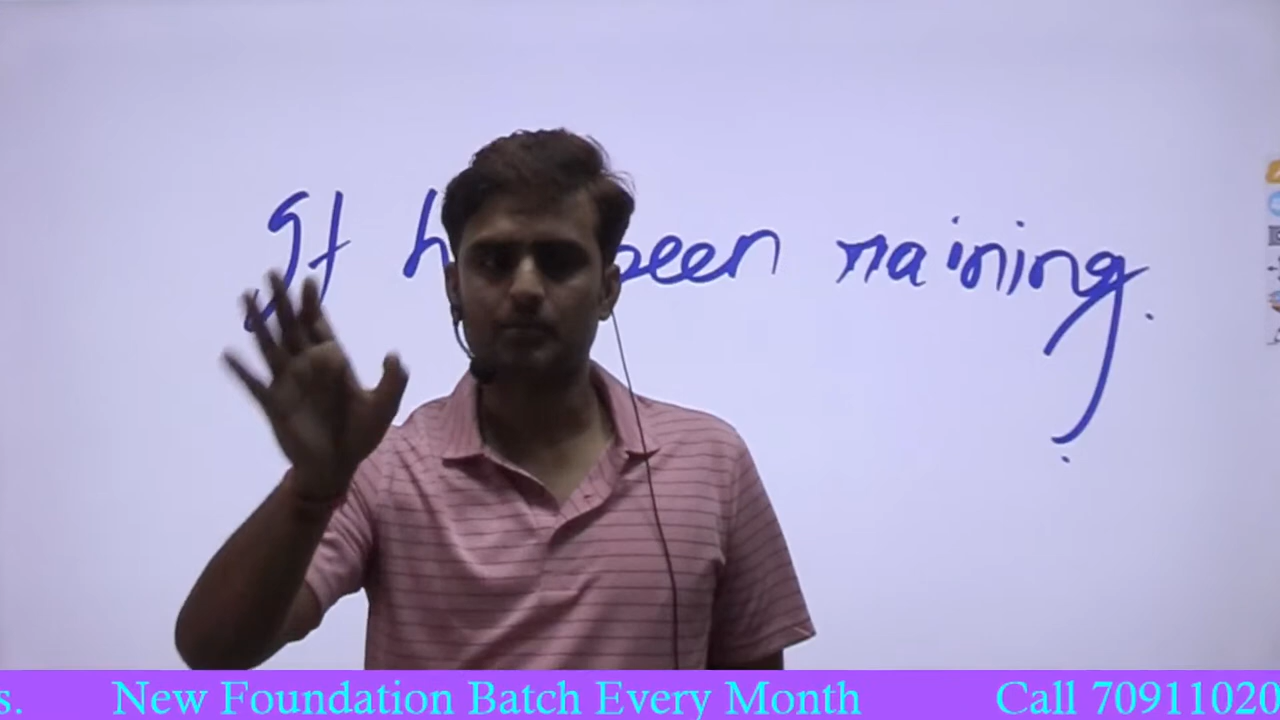 It h been raining.
s. New Foundation Batch Every Month Call 70911020